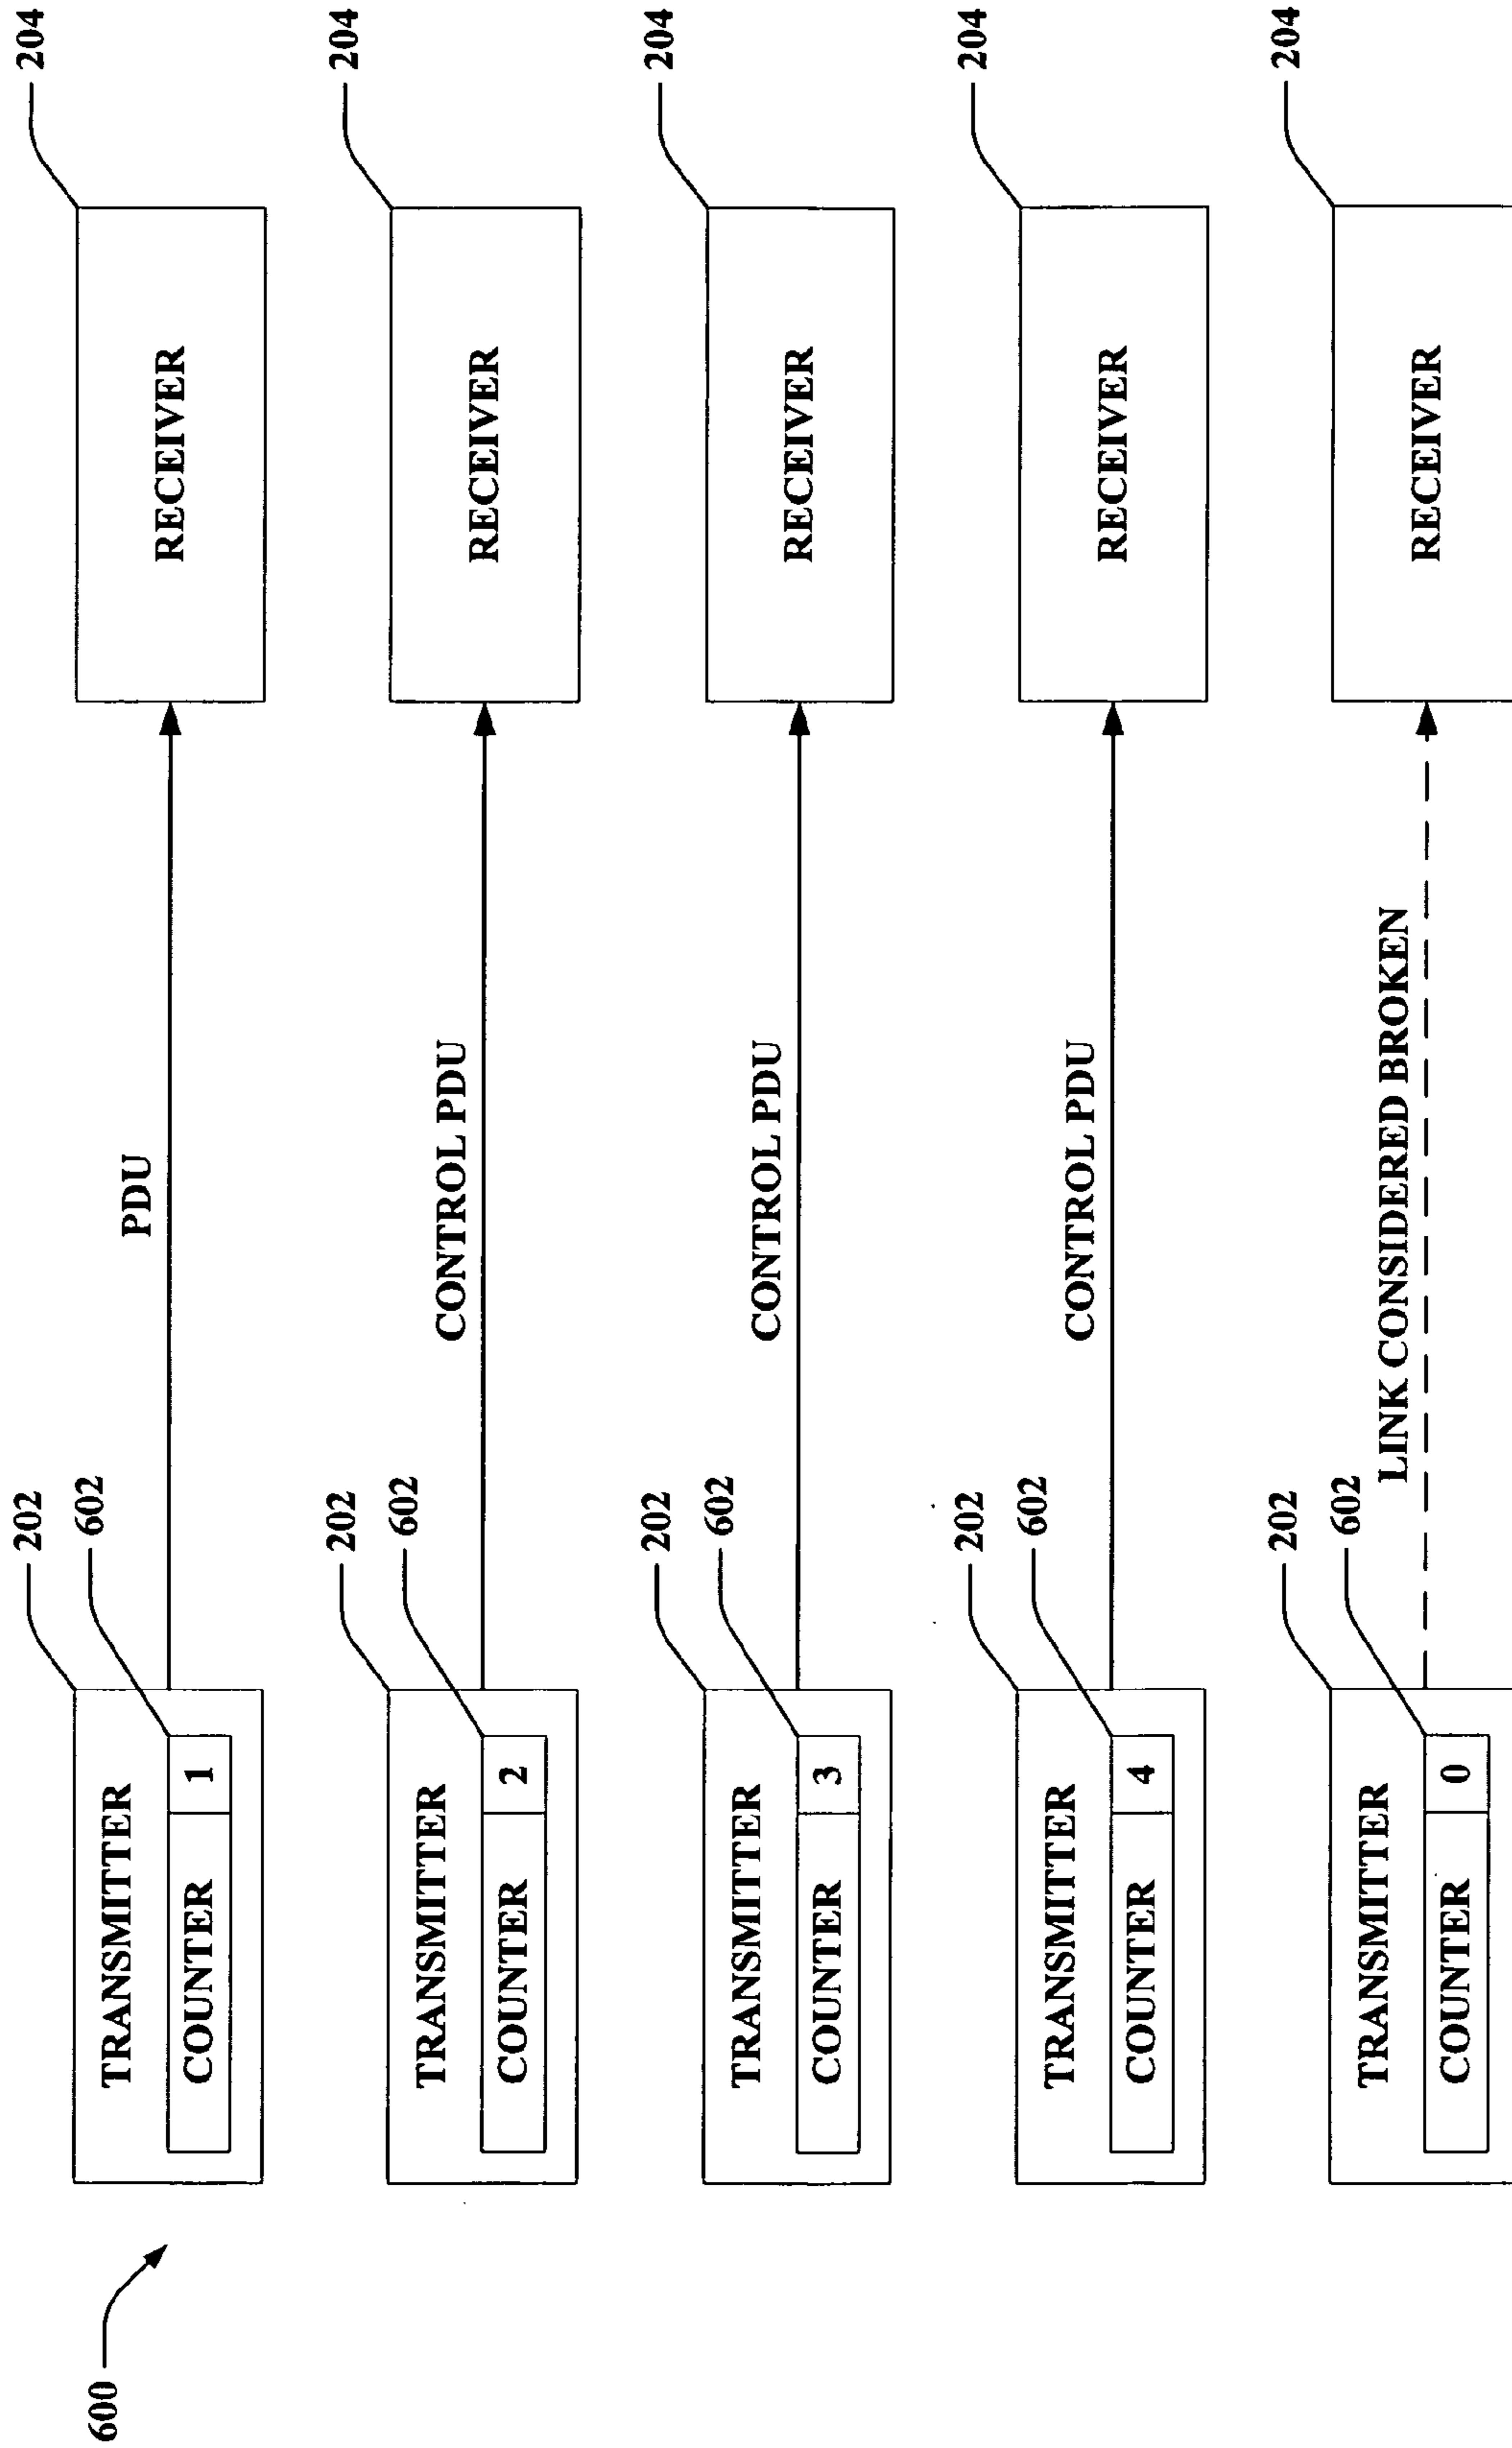 600
202
602
204
TRANSMITTER
COUNTER 1
PDU
RECEIVER
202
602
204
TRANSMITTER
COUNTER 2
CONTROL PDU
RECEIVER
202
602
204
TRANSMITTER
COUNTER 3
CONTROL PDU
RECEIVER
202
602
204
TRANSMITTER
COUNTER 4
CONTROL PDU
RECEIVER
202
602
204
TRANSMITTER
COUNTER 0
LINK CONSIDERED BROKEN
RECEIVER